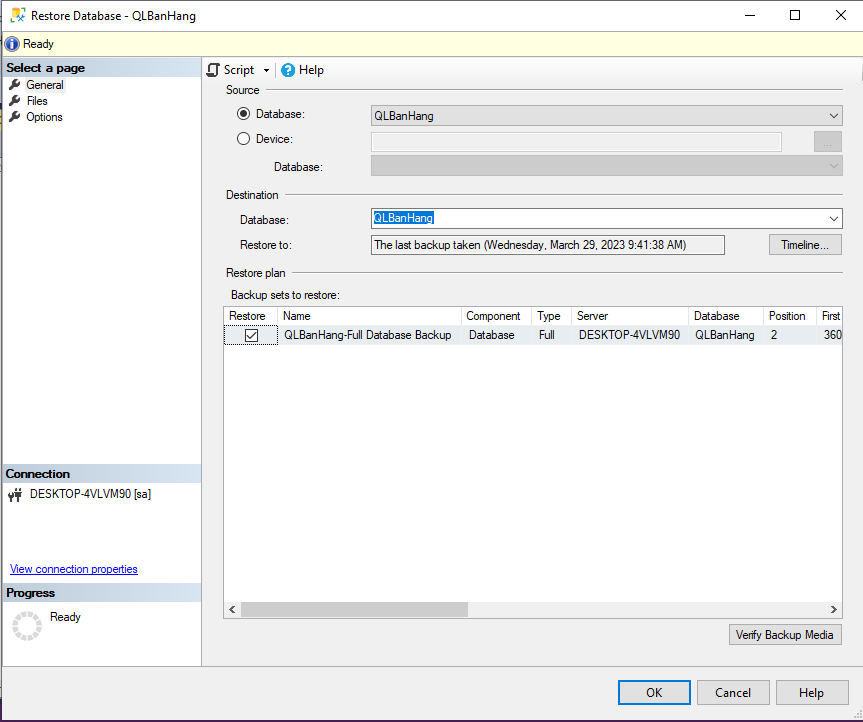 Restore Database - QLBanHang
Ready
Select a page
General
Files
Options
Script
Help
Source
Database:
QLBanHang
Device:
...
Database:
Destination
Database:
QLBanHang
Restore to:
The last backup taken (Wednesday, March 29, 2023 9:41:38 AM)
Timeline...
Restore plan
Backup sets to restore:
Restore Name Component Type Server Database Position First
QLBanHang-Full Database Backup Database Full DESKTOP-4VLVM90 QLBanHang 2 360
Connection
DESKTOP-4VLVM90 [sa]
View connection properties
Progress
Ready
Verify Backup Media
OK Cancel Help